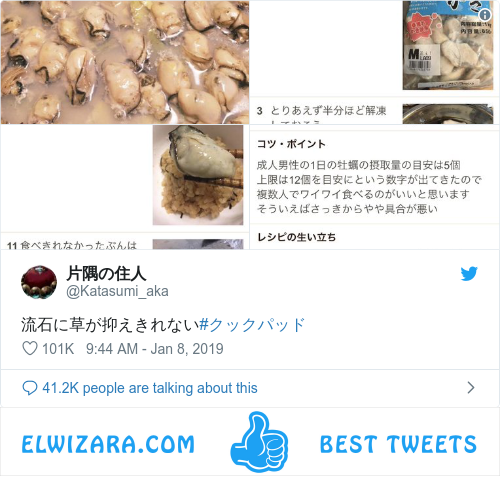 3 とりあえず半分ほど解凍
コツ・ポイント
成人男性の1日の牡蠣の摂取量の目安は5個
上限は12個を目安にという数字が出てきたので
複数人でワイワイ食べるのがいいと思います
そういえばさっきからやや具合が悪い
レシピの生い立ち
11 食べきれなかったぶんは
片隅の住人
@Katasumi_aka
流石に草が抑えきれない#クックパッド
101K 9:44 AM - Jan 8, 2019
41.2K people are talking about this
ELWIZARA.COM BEST TWEETS